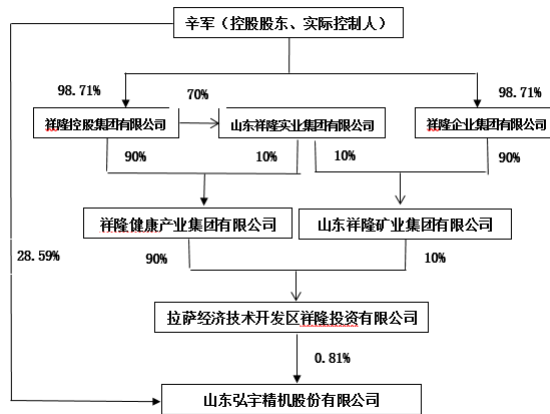 辛军（控股股东、实际控制人）
98.71%
70%
98.71%
祥隆控股集团有限公司
山东祥隆实业集团有限公司
祥隆企业集团有限公司
90%
10%
10%
90%
祥隆健康产业集团有限公司
山东祥隆矿业集团有限公司
28.59%
90%
10%
拉萨经济技术开发区祥隆投资有限公司
0.81%
山东弘宇精机股份有限公司